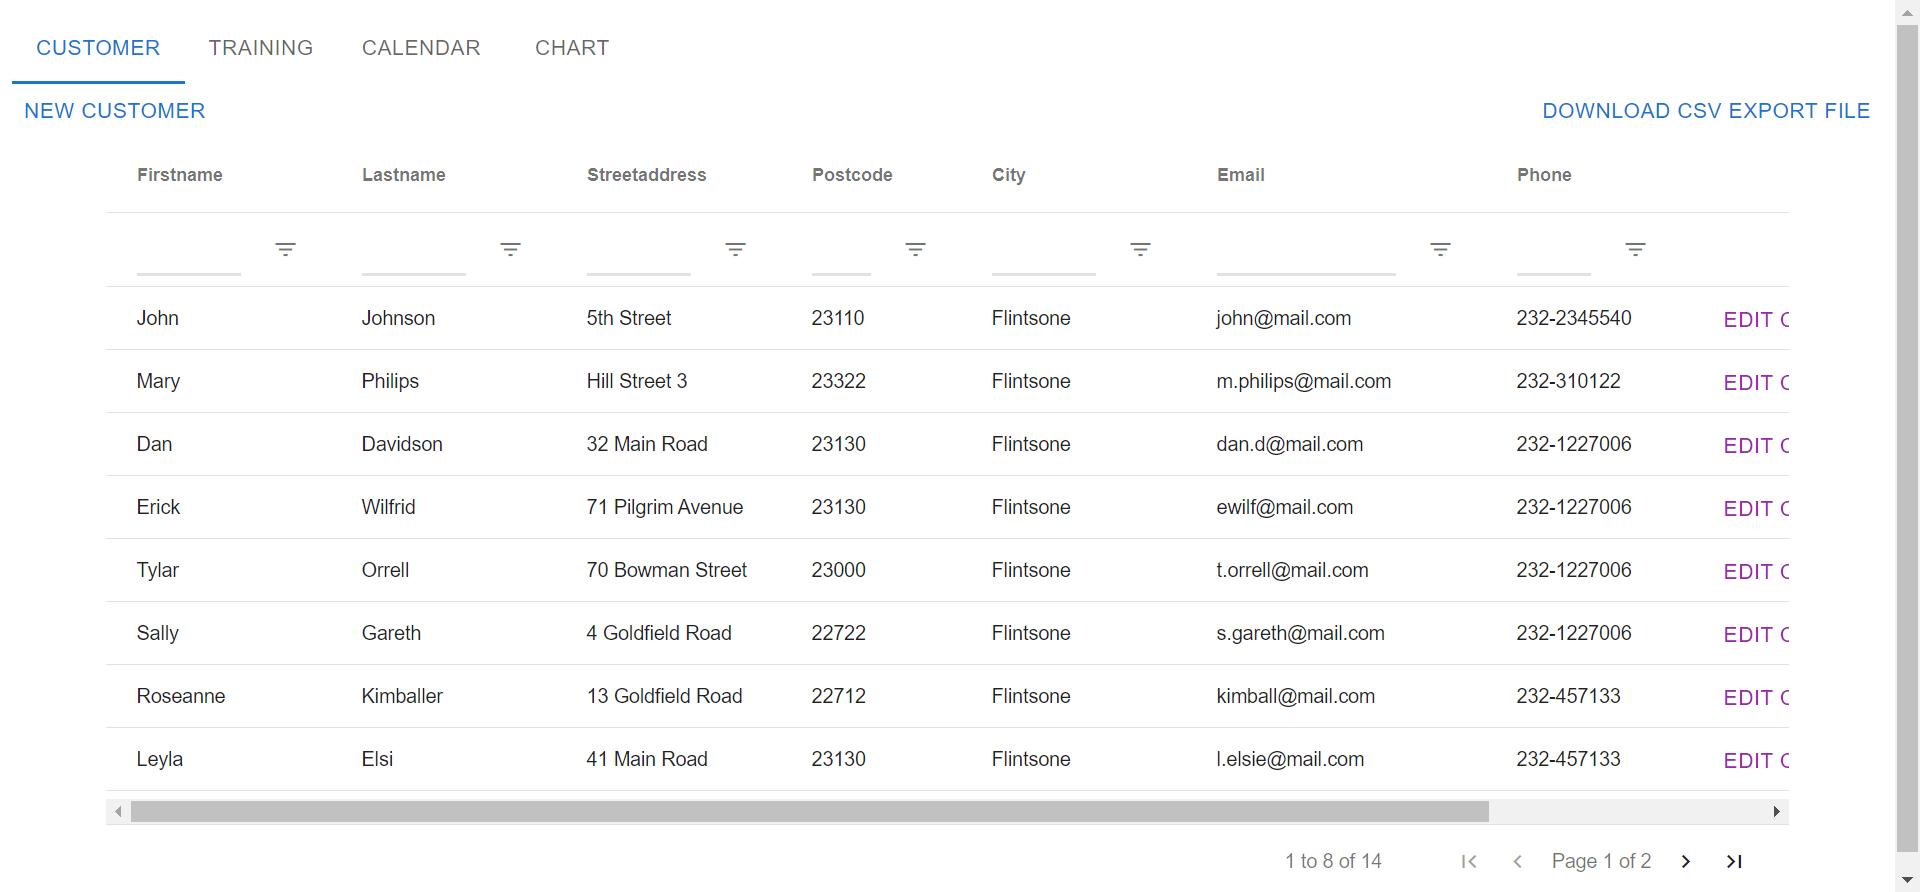 CUSTOMER TRAINING CALENDAR CHART
NEW CUSTOMER DOWNLOAD CSV EXPORT FILE
Firstname Lastname Streetaddress Postcode City Email Phone
John Johnson 5th Street 23110 Flintsone john@mail.com 232-2345540 EDIT
Mary Philips Hill Street 3 23322 Flintsone m.philips@mail.com 232-310122 EDIT
Dan Davidson 32 Main Road 23130 Flintsone dan.d@mail.com 232-1227006 EDIT
Erick Wilfrid 71 Pilgrim Avenue 23130 Flintsone ewilf@mail.com 232-1227006 EDIT
Tylar Orrell 70 Bowman Street 23000 Flintsone t.orrell@mail.com 232-1227006 EDIT
Sally Gareth 4 Goldfield Road 22722 Flintsone s.gareth@mail.com 232-1227006 EDIT
Roseanne Kimballer 13 Goldfield Road 22712 Flintsone kimball@mail.com 232-457133 EDIT
Leyla Elsi 41 Main Road 23130 Flintsone l.elsie@mail.com 232-457133 EDIT
1 to 8 of 14 Page 1 of 2